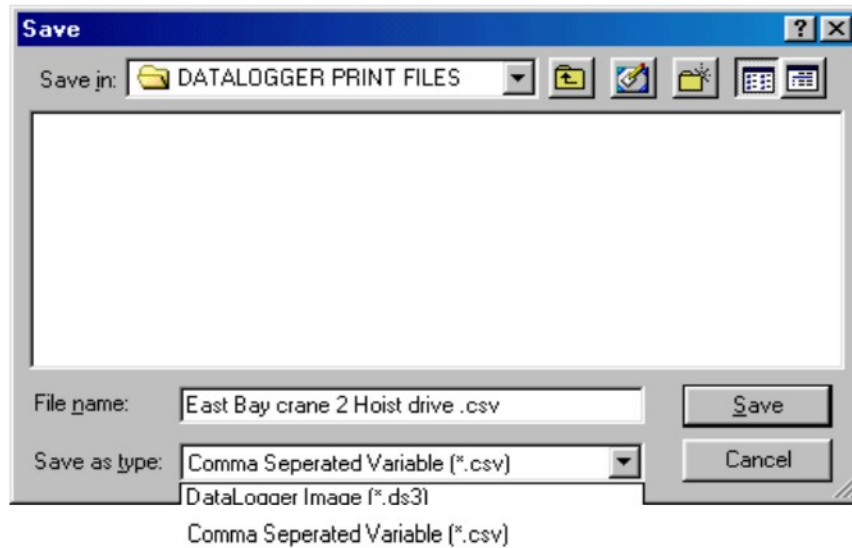 Save
Save in: DATALOGGER PRINT FILES
File name: East Bay crane 2 Hoist drive .csv
Save
Save as type: Comma Seperated Variable (*.csv)
Cancel
DataLogger Image (*.ds3)
Comma Seperated Variable (*.csv)